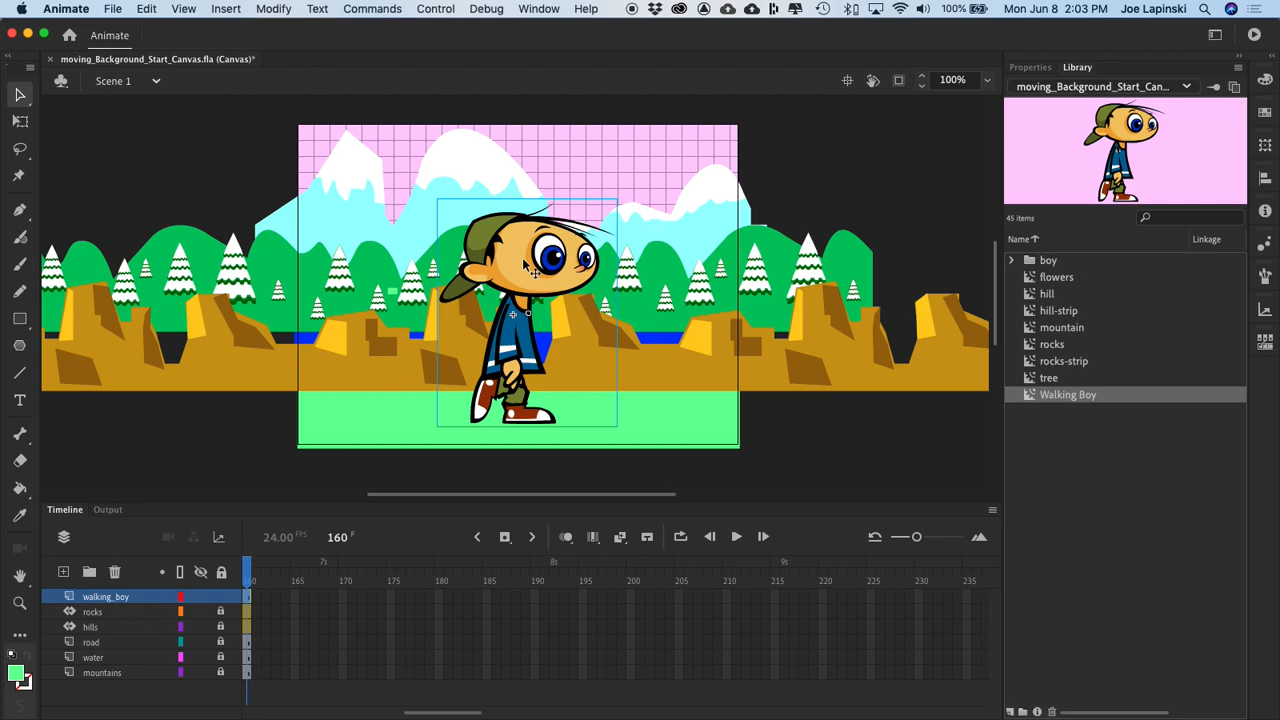 Animate File Edit View Insert Modify Text Commands Control Debug Window Help 100% Mon Jun 8 2:03 PM Joe Lapinski
Animate
moving_Background_Start_Canvas.fla (Canvas)*
Scene 1
100%
Properties Library
moving_Background_Start_Can...
45 items
Name Linkage
boy
flowers
hill
hill-strip
mountain
rocks
rocks-strip
tree
Walking Boy
Timeline Output
24.00 FPS 160 F
7s 8s 9s
165 170 175 180 185 190 195 200 205 210 215 220 225 230 235
walking_boy
rocks
hills
road
water
mountains